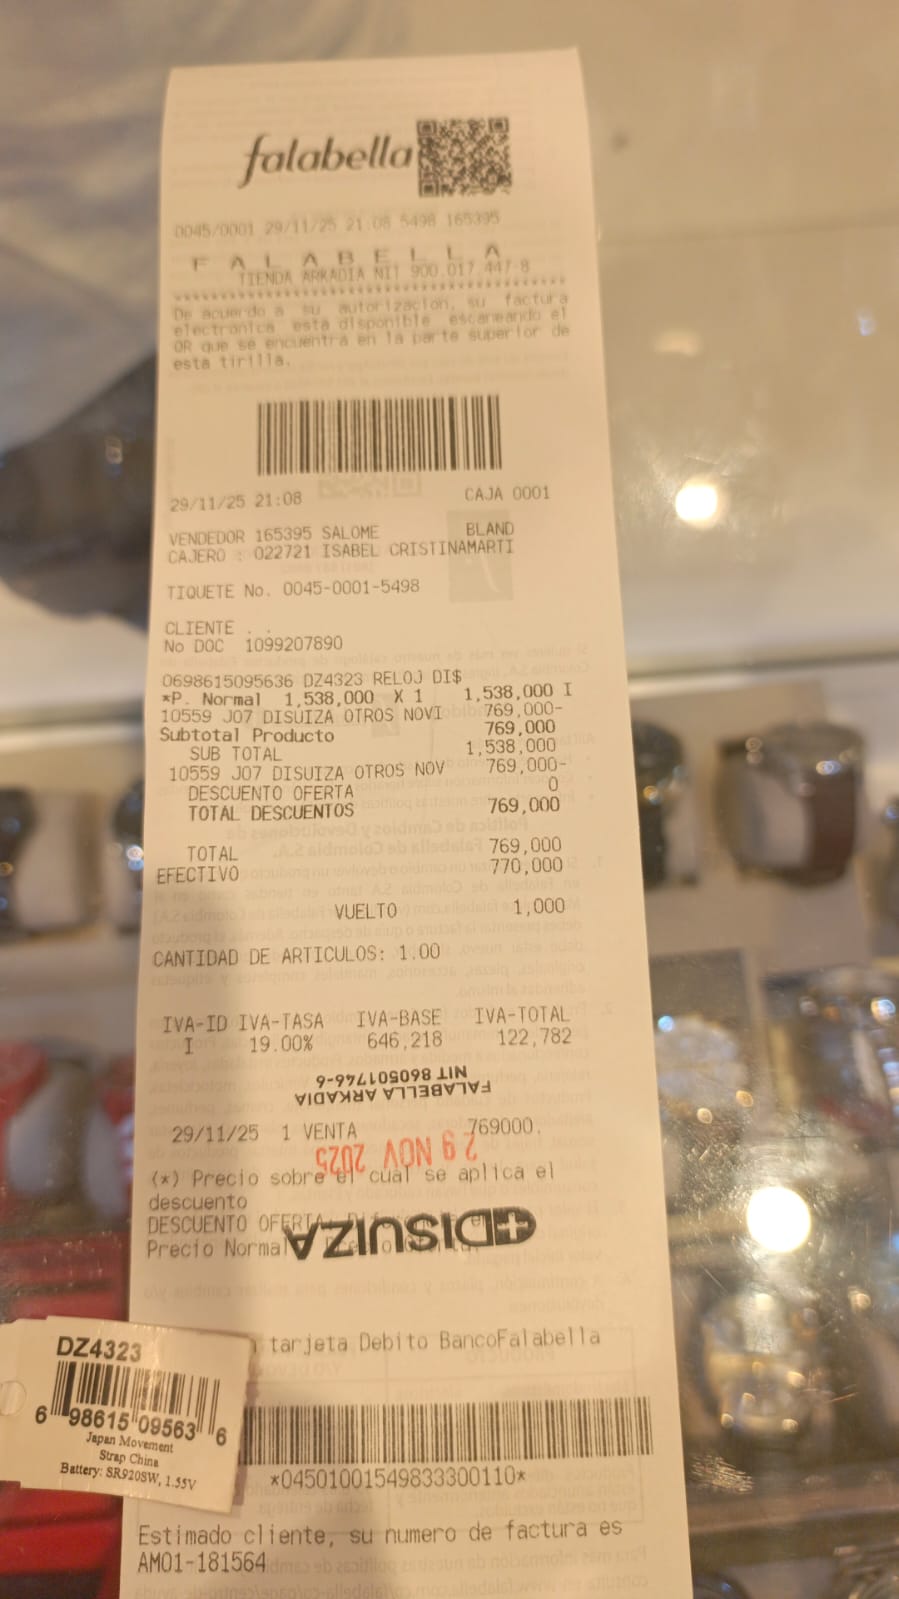 falabella
0045/0001 29/11/25 21:08 5498 165395
F A L A B E L L A
TIENDA ARKADIA NIT 900.017.447-8
De acuerdo a su autorizacion, su factura
electronica esta disponible escaneando el
QR que se encuentra en la parte superior de
esta tirilla.
29/11/25 21:08 CAJA 0001
VENDEDOR 165395 SALOME BLAND
CAJERO : 022721 ISABEL CRISTINAMARTI
TIQUETE No. 0045-0001-5498
CLIENTE . .
No DOC 1099207890
0698615095636 DZ4323 RELOJ DI$
*P. Normal 1,538,000 X 1 1,538,000 I
10559 J07 DISUIZA OTROS NOVI 769,000-
Subtotal Producto 769,000
SUB TOTAL 1,538,000
10559 J07 DISUIZA OTROS NOV 769,000-
DESCUENTO OFERTA 0
TOTAL DESCUENTOS 769,000
TOTAL 769,000
EFECTIVO 770,000
VUELTO 1,000
CANTIDAD DE ARTICULOS: 1.00
IVA-ID IVA-TASA IVA-BASE IVA-TOTAL
I 19.00% 646,218 122,782
FALABELLA ARKADIA
NIT 860501746-6
29/11/25 1 VENTA 769000.
29 NOV 2025
(*) Precio sobre el cual se aplica el
descuento
DESCUENTO OFERTA
DISUIZA
Precio Normal
tarjeta Debito BancoFalabella
DZ4323
6 98615 09563 6
Japan Movement
Strap China
Battery: SR920SW, 1.55V
*04501001549833300110*
Estimado cliente, su numero de factura es
AM01-181564